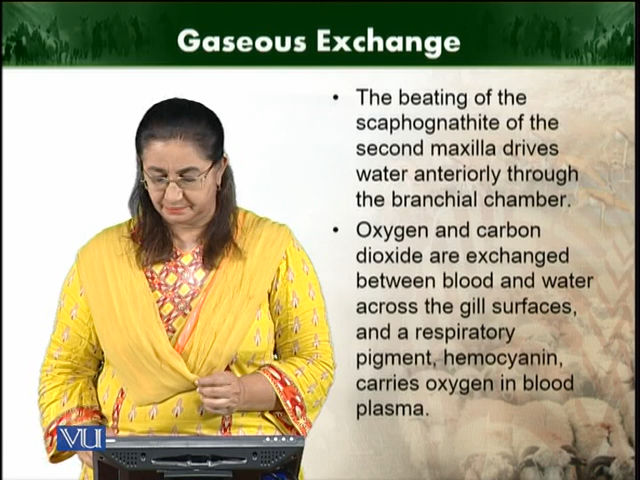 Gaseous Exchange
• The beating of the
scaphognathite of the
second maxilla drives
water anteriorly through
the branchial chamber.
• Oxygen and carbon
dioxide are exchanged
between blood and water
across the gill surfaces,
and a respiratory
pigment, hemocyanin,
carries oxygen in blood
plasma.
VU